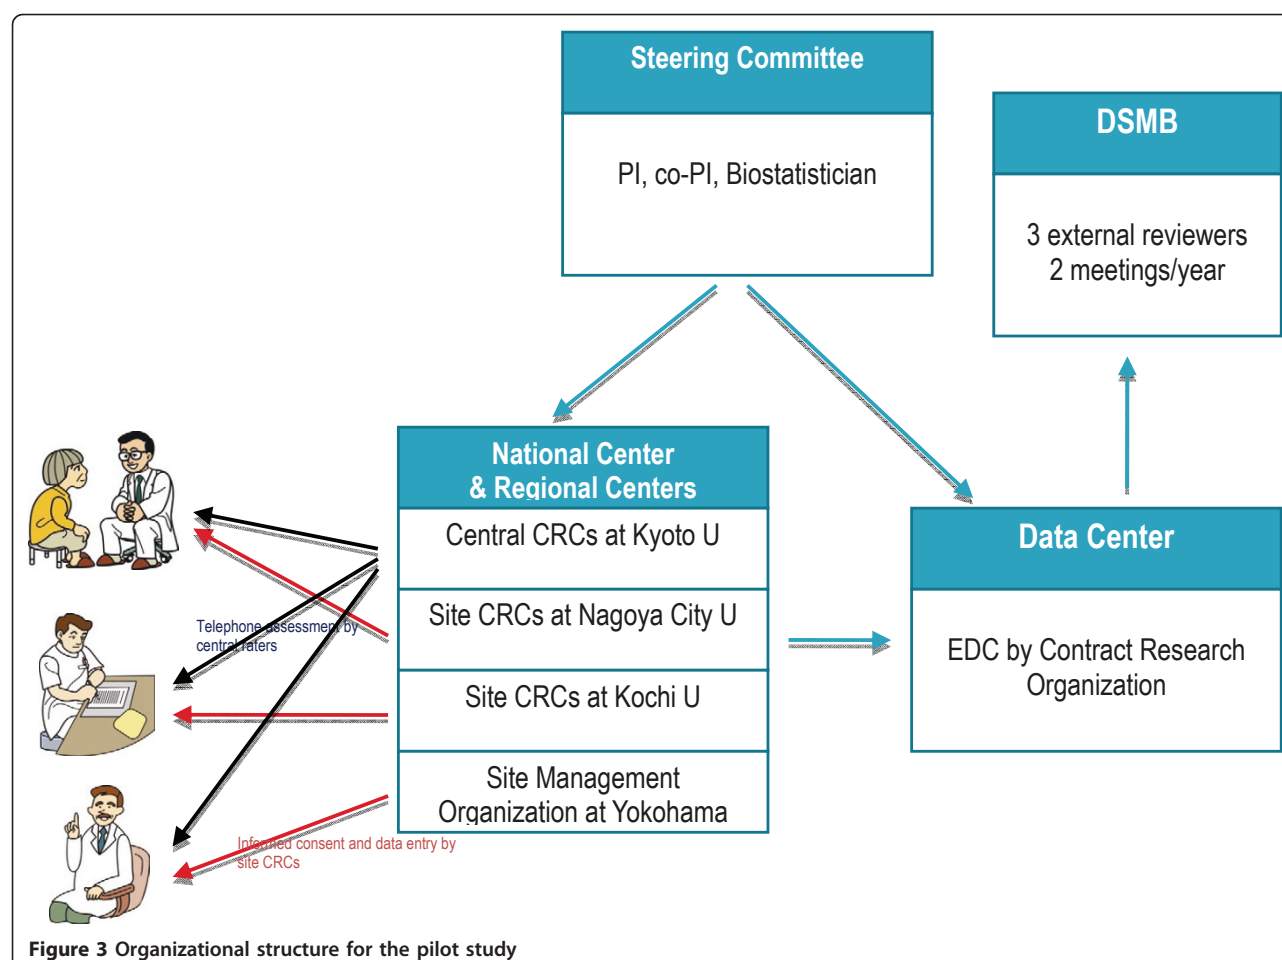 Steering Committee
PI, co-PI, Biostatistician
DSMB
3 external reviewers
2 meetings/year
National Center
& Regional Centers
Central CRCs at Kyoto U
Site CRCs at Nagoya City U
Site CRCs at Kochi U
Site Management
Organization at Yokohama
Data Center
EDC by Contract Research
Organization
Telephone assessment by
central raters
Informed consent and data entry by
site CRCs
Figure 3 Organizational structure for the pilot study